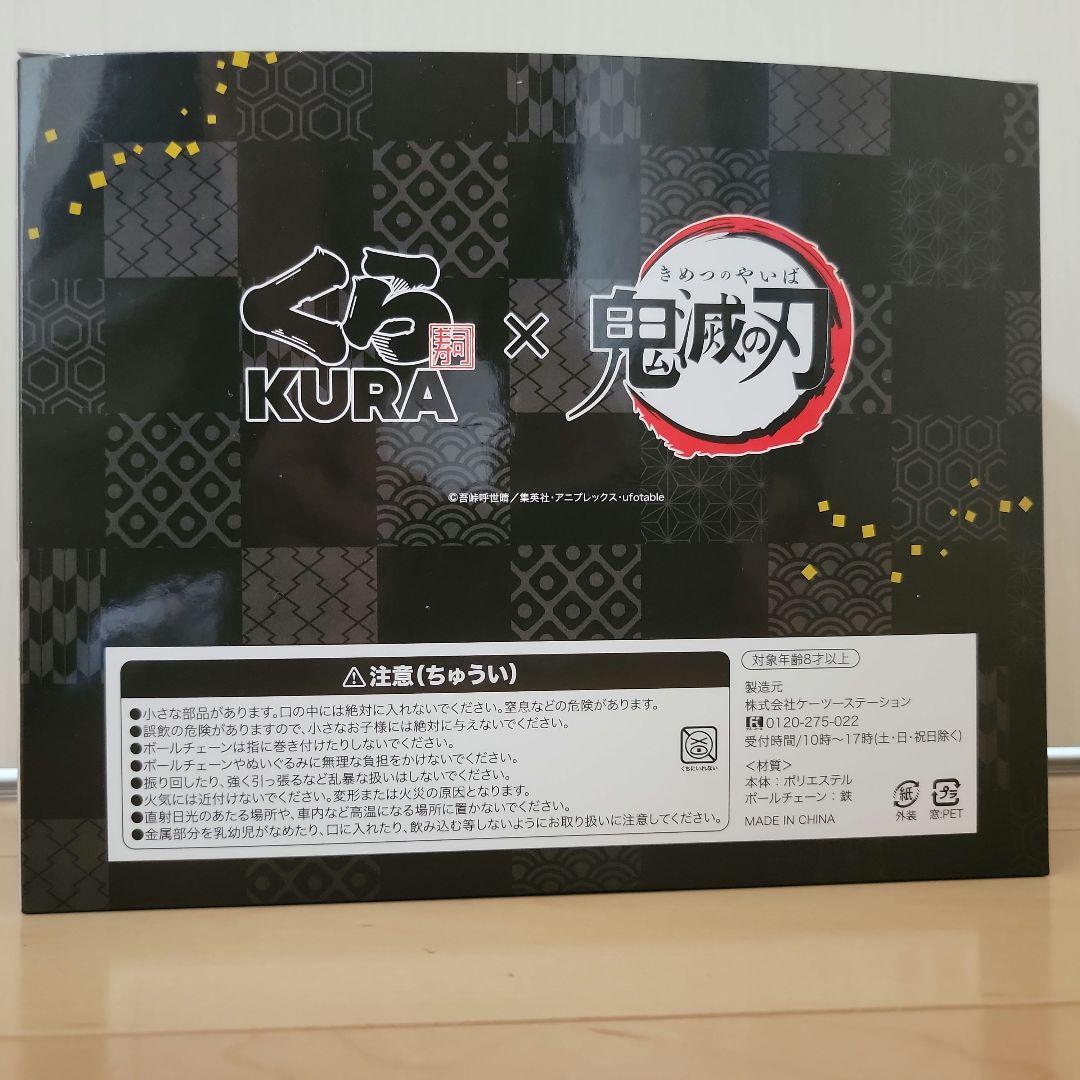 くら
寿司
KURA
×
きめつのやいば
鬼滅の刃
©吾峠呼世晴／集英社・アニプレックス・ufotable
⚠注意(ちゅうい)
●小さな部品があります。口の中には絶対に入れないでください。窒息などの危険があります。
●誤飲の危険がありますので、小さなお子様には絶対に与えないでください。
●ボールチェーンは指に巻き付けたりしないでください。
●ボールチェーンやぬいぐるみに無理な負担をかけないでください。
●振り回したり、強く引っ張るなど乱暴な扱いはしないでください。
●火気には近付けないでください。変形または火災の原因となります。
●直射日光のあたる場所や、車内など高温になる場所に置かないでください。
●金属部分を乳幼児がなめたり、口に入れたり、飲み込む等しないようにお取り扱いに注意してください。
くちにいれない
対象年齢8才以上
製造元
株式会社ケーツーステーション
0120-275-022
受付時間/10時〜17時(土・日・祝日除く)
＜材質＞
本体：ポリエステル
ボールチェーン：鉄
MADE IN CHINA
紙
外装
プラ
窓:PET